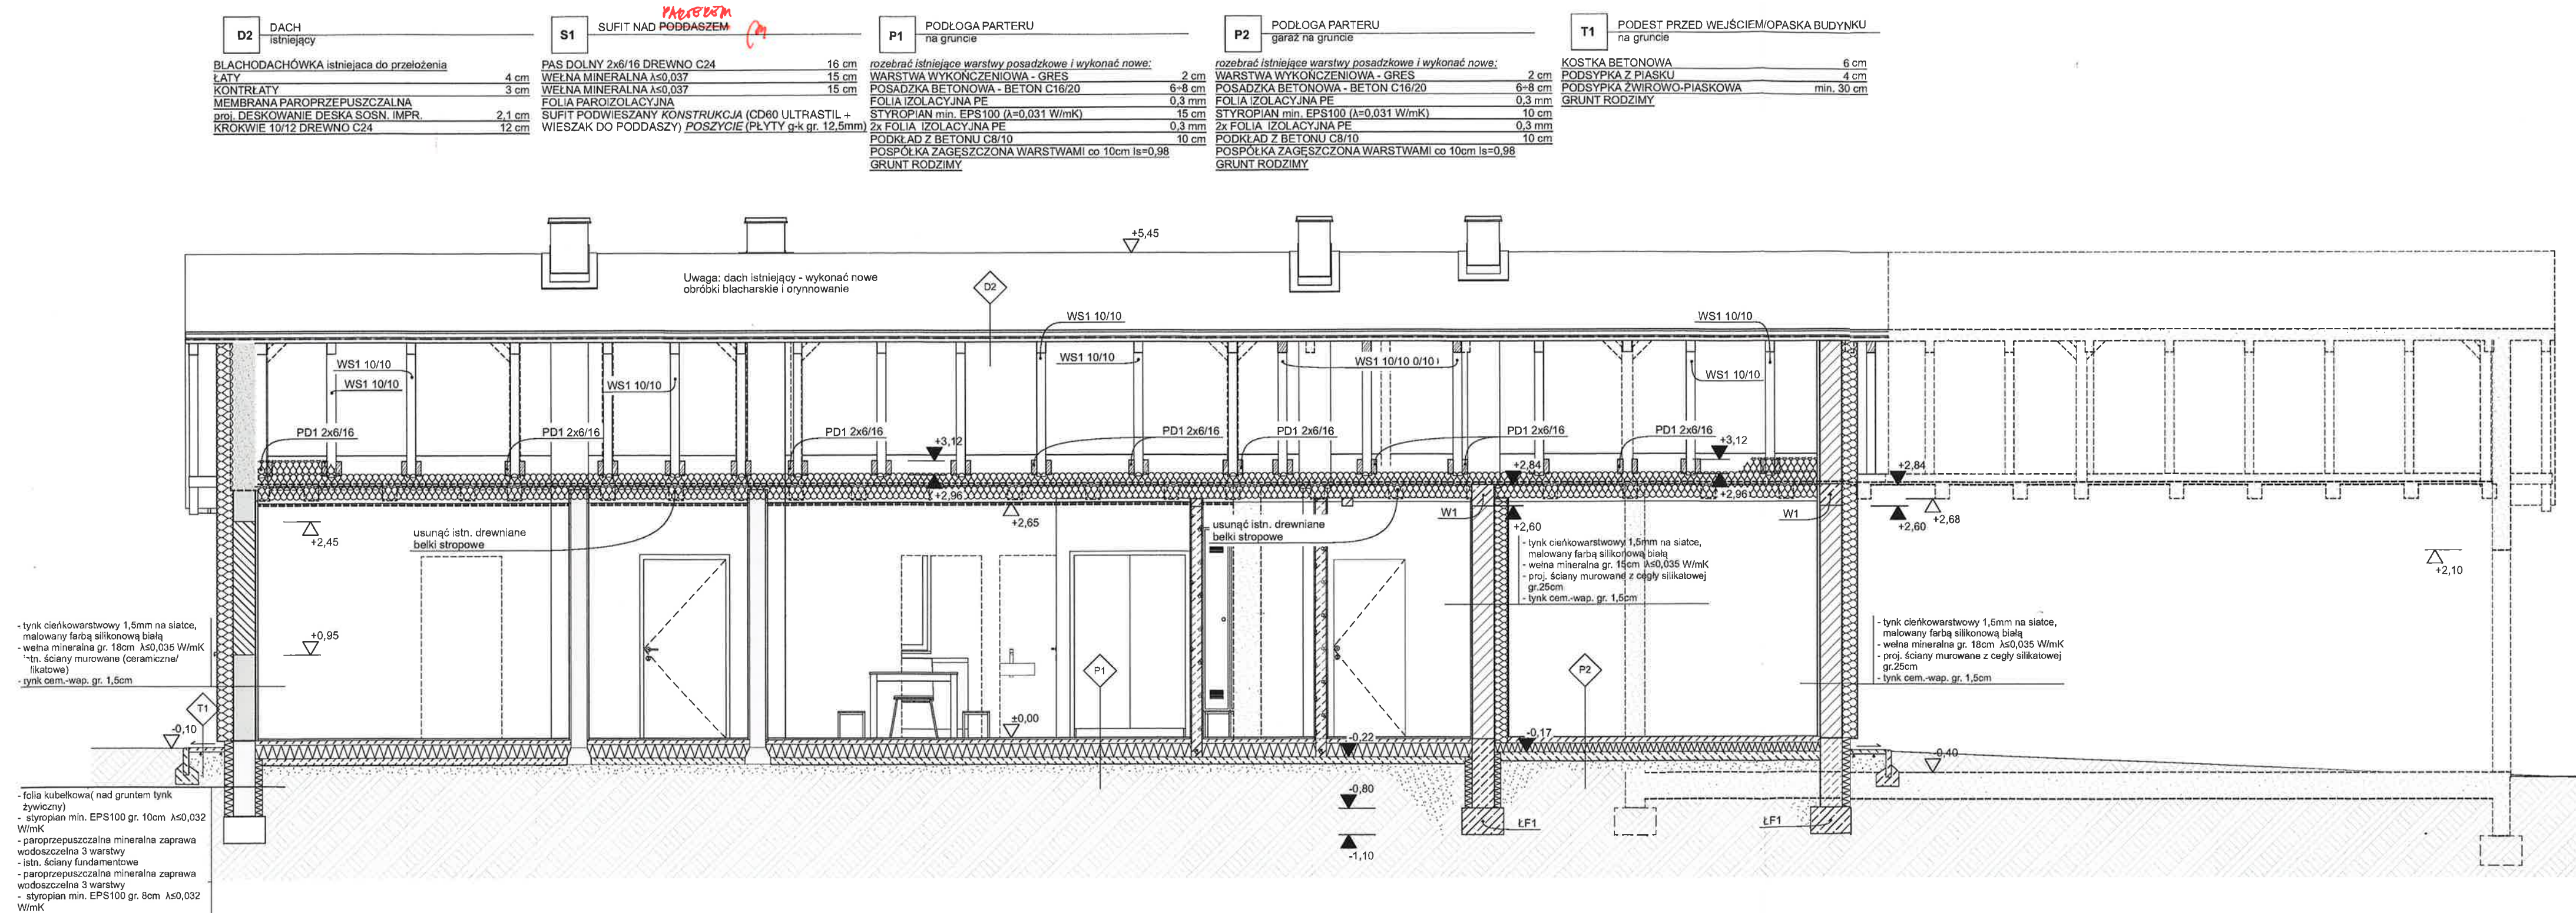 D2
DACH
istniejący
BLACHODACHÓWKA istniejaca do przełożenia
ŁATY 4 cm
KONTRŁATY 3 cm
MEMBRANA PAROPRZEPUSZCZALNA
proj. DESKOWANIE DESKA SOSN. IMPR. 2,1 cm
KROKWIE 10/12 DREWNO C24 12 cm
PARTEREM
S1
SUFIT NAD PODDASZEM
PAS DOLNY 2x6/16 DREWNO C24 16 cm
WEŁNA MINERALNA λ≤0,037 15 cm
WEŁNA MINERALNA λ≤0,037 15 cm
FOLIA PAROIZOLACYJNA
SUFIT PODWIESZANY KONSTRUKCJA (CD60 ULTRASTIL +
WIESZAK DO PODDASZY) POSZYCIE (PŁYTY g-k gr. 12,5mm)
P1
PODŁOGA PARTERU
na gruncie
rozebrać istniejące warstwy posadzkowe i wykonać nowe:
WARSTWA WYKOŃCZENIOWA - GRES 2 cm
POSADZKA BETONOWA - BETON C16/20 6÷8 cm
FOLIA IZOLACYJNA PE 0,3 mm
STYROPIAN min. EPS100 (λ=0,031 W/mK) 15 cm
2x FOLIA IZOLACYJNA PE 0,3 mm
PODKŁAD Z BETONU C8/10 10 cm
POSPÓŁKA ZAGĘSZCZONA WARSTWAMI co 10cm Is=0,98
GRUNT RODZIMY
P2
PODŁOGA PARTERU
garaż na gruncie
rozebrać istniejące warstwy posadzkowe i wykonać nowe:
WARSTWA WYKOŃCZENIOWA - GRES 2 cm
POSADZKA BETONOWA - BETON C16/20 6÷8 cm
FOLIA IZOLACYJNA PE 0,3 mm
STYROPIAN min. EPS100 (λ=0,031 W/mK) 10 cm
2x FOLIA IZOLACYJNA PE 0,3 mm
PODKŁAD Z BETONU C8/10 10 cm
POSPÓŁKA ZAGĘSZCZONA WARSTWAMI co 10cm Is=0,98
GRUNT RODZIMY
T1
PODEST PRZED WEJŚCIEM/OPASKA BUDYNKU
na gruncie
KOSTKA BETONOWA 6 cm
PODSYPKA Z PIASKU 4 cm
PODSYPKA ŻWIROWO-PIASKOWA min. 30 cm
GRUNT RODZIMY
+5,45
Uwaga: dach istniejący - wykonać nowe
obróbki blacharskie i orynnowanie
D2
WS1 10/10
WS1 10/10
WS1 10/10
WS1 10/10
WS1 10/10
WS1 10/10
WS1 10/10 0/10)
WS1 10/10
PD1 2x6/16
PD1 2x6/16
PD1 2x6/16
PD1 2x6/16
PD1 2x6/16
PD1 2x6/16
PD1 2x6/16
+3,12
+3,12
+2,84
+2,84
+2,96
+2,96
W1
W1
+2,65
+2,60
+2,60
+2,68
+2,45
usunąć istn. drewniane
belki stropowe
usunąć istn. drewniane
belki stropowe
- tynk cieńkowarstwowy 1,5mm na siatce,
malowany farbą silikonową białą
- wełna mineralna gr. 15cm λ≤0,035 W/mK
- proj. ściany murowane z cegły silikatowej
gr.25cm
- tynk cem.-wap. gr. 1,5cm
+2,10
- tynk cieńkowarstwowy 1,5mm na siatce,
malowany farbą silikonową białą
- wełna mineralna gr. 18cm λ≤0,035 W/mK
istn. ściany murowane (ceramiczne/
likatowe)
- tynk cem.-wap. gr. 1,5cm
+0,95
- tynk cieńkowarstwowy 1,5mm na siatce,
malowany farbą silikonową białą
- wełna mineralna gr. 18cm λ≤0,035 W/mK
- proj. ściany murowane z cegły silikatowej
gr.25cm
- tynk cem.-wap. gr. 1,5cm
P1
P2
T1
-0,10
±0,00
-0,22
-0,17
-0,40
-0,80
-1,10
ŁF1
ŁF1
- folia kubełkowa( nad gruntem tynk
żywiczny)
- styropian min. EPS100 gr. 10cm λ≤0,032
W/mK
- paroprzepuszczalna mineralna zaprawa
wodoszczelna 3 warstwy
- istn. ściany fundamentowe
- paroprzepuszczalna mineralna zaprawa
wodoszczelna 3 warstwy
- styropian min. EPS100 gr. 8cm λ≤0,032
W/mK